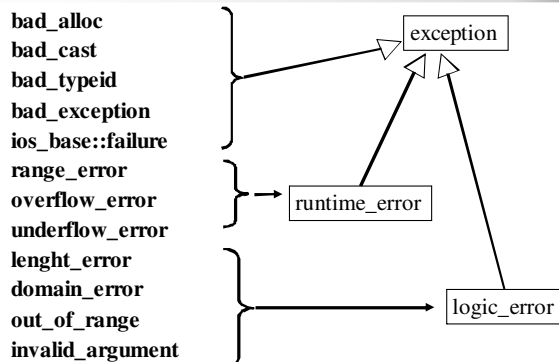 bad_alloc
bad_cast
bad_typeid
bad_exception
ios_base::failure
range_error
overflow_error
underflow_error
lenght_error
domain_error
out_of_range
invalid_argument
exception
runtime_error
logic_error